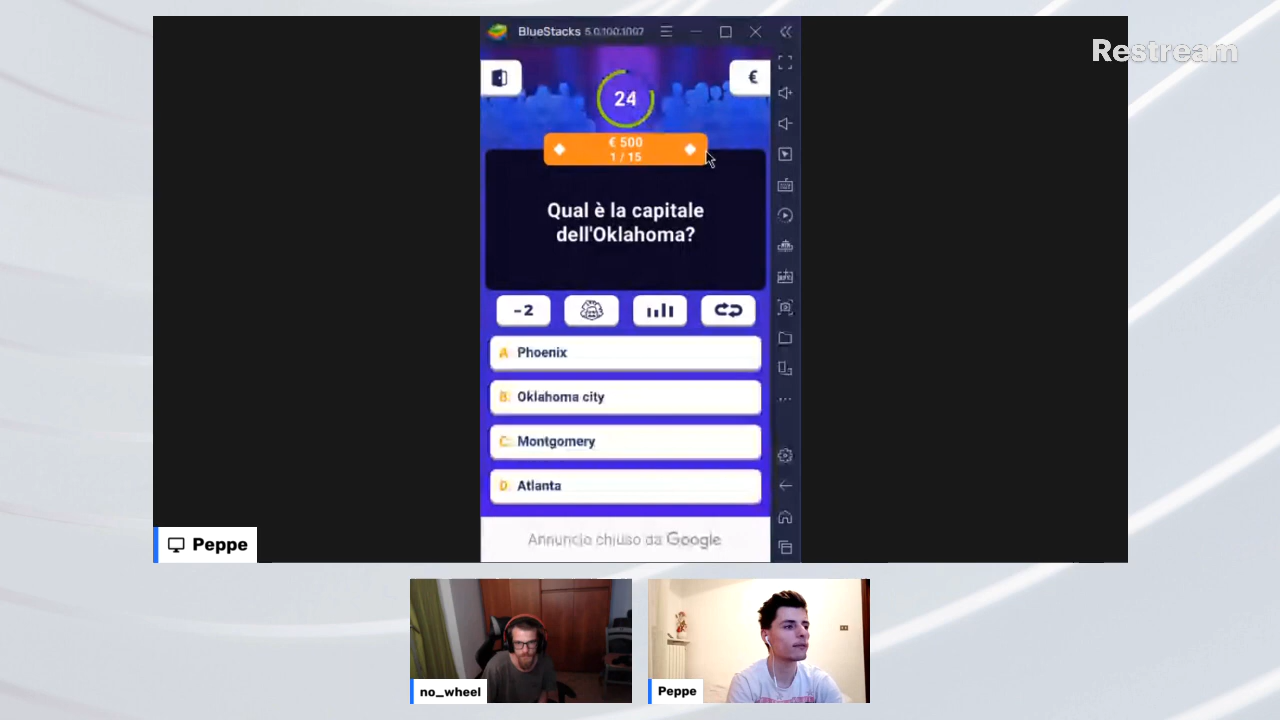 BlueStacks 5.0.100.1007
Restream
€
24
€ 500
1 / 15
Qual è la capitale
dell'Oklahoma?
-2
A. Phoenix
B. Oklahoma city
C. Montgomery
D. Atlanta
Annuncio chiuso da Google
Peppe
no_wheel
Peppe